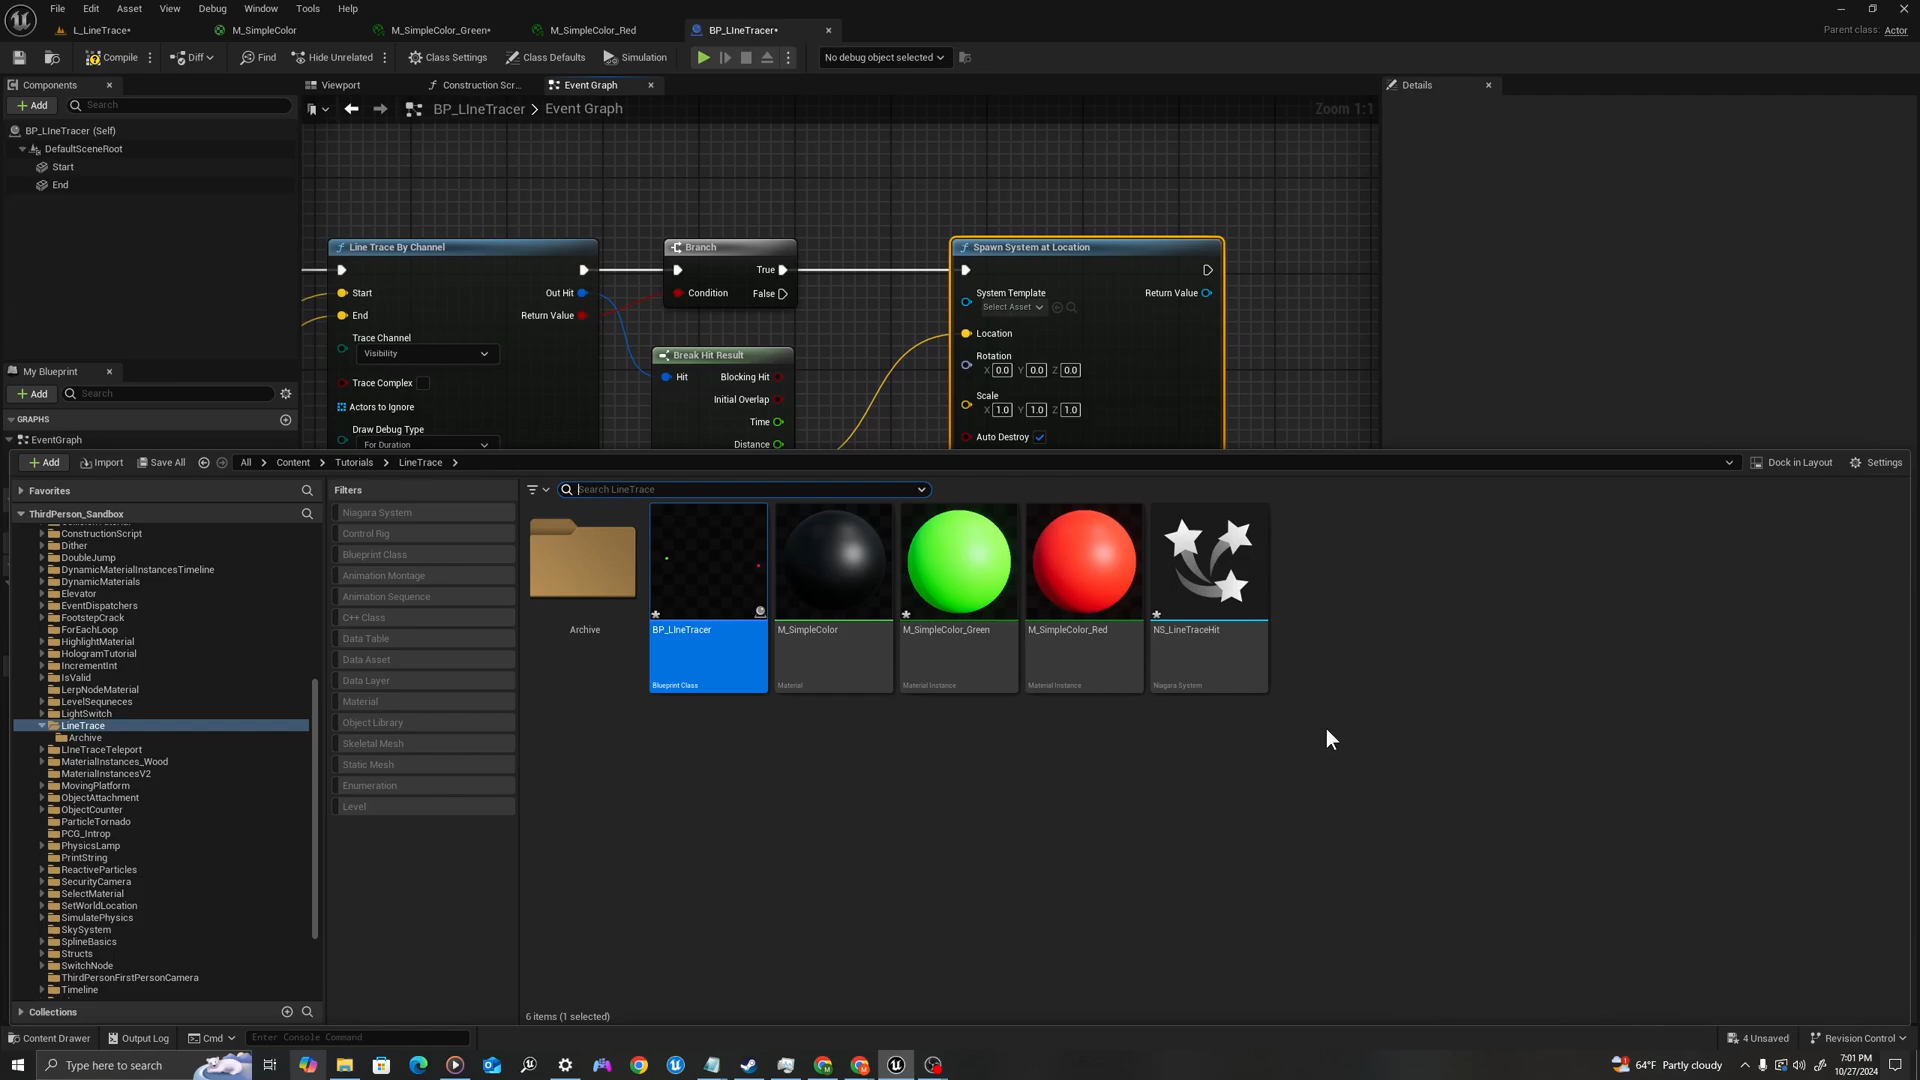 File Edit Asset View Debug Window Tools Help
L_LineTrace* M_SimpleColor M_SimpleColor_Green* M_SimpleColor_Red BP_LIneTracer* Parent class: Actor
Compile Diff Find Hide Unrelated Class Settings Class Defaults Simulation No debug object selected
Components Viewport Construction Scr... Event Graph Details
Add Search BP_LIneTracer > Event Graph Zoom 1:1
BP_LIneTracer (Self)
DefaultSceneRoot
Start
End
Line Trace By Channel
Start Out Hit
End Return Value
Trace Channel
Visibility
Trace Complex
Actors to Ignore
Draw Debug Type
For Duration
Branch
True
Condition False
Break Hit Result
Hit Blocking Hit
Initial Overlap
Time
Distance
Spawn System at Location
System Template Return Value
Select Asset
Location
Rotation
X 0.0 Y 0.0 Z 0.0
Scale
X 1.0 Y 1.0 Z 1.0
Auto Destroy
My Blueprint
Add Search
GRAPHS
EventGraph
Add Import Save All All > Content > Tutorials > LineTrace > Dock in Layout Settings
Favorites
ThirdPerson_Sandbox
ConstructionScript
Dither
DoubleJump
DynamicMaterialInstancesTimeline
DynamicMaterials
Elevator
EventDispatchers
FootstepCrack
ForEachLoop
HighlightMaterial
HologramTutorial
IncrementInt
IsValid
LerpNodeMaterial
LevelSequneces
LightSwitch
LineTrace
Archive
LIneTraceTeleport
MaterialInstances_Wood
MaterialInstancesV2
MovingPlatform
ObjectAttachment
ObjectCounter
ParticleTornado
PCG_Introp
PhysicsLamp
PrintString
ReactiveParticles
SecurityCamera
SelectMaterial
SetWorldLocation
SimulatePhysics
SkySystem
SplineBasics
Structs
SwitchNode
ThirdPersonFirstPersonCamera
Timeline
Collections
Filters
Niagara System
Control Rig
Blueprint Class
Animation Montage
Animation Sequence
C++ Class
Data Table
Data Asset
Data Layer
Material
Object Library
Skeletal Mesh
Static Mesh
Enumeration
Level
Search LineTrace
Archive
BP_LIneTracer
Blueprint Class
M_SimpleColor
Material
M_SimpleColor_Green
Material Instance
M_SimpleColor_Red
Material Instance
NS_LineTraceHit
Niagara System
6 items (1 selected)
Content Drawer Output Log Cmd Enter Console Command 4 Unsaved Revision Control
Type here to search 64°F Partly cloudy 7:01 PM
10/27/2024